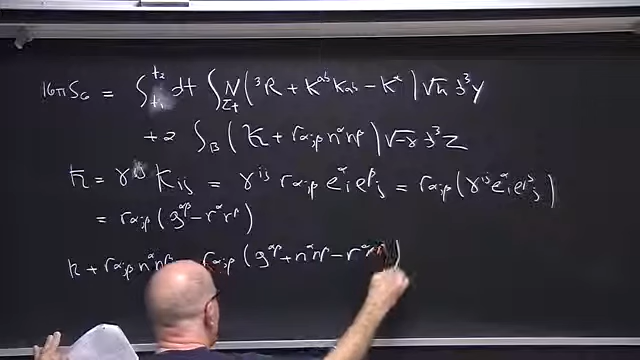 16πS_G = ∫_{t_1}^{t_2} dt ∫_{Σ_t} N (³R + K^{ab} K_{ab} − K²) √h d³y
+ 2 ∫_B (K + r_{α;β} n^α n^β) √−γ d³z
K = γ^{ij} K_{ij} = γ^{ij} r_{α;β} e^α_i e^β_j = r_{α;β} (γ^{ij} e^α_i e^β_j)
= r_{α;β} (g^{αβ} − r^α r^β)
K + r_{α;β} n^α n^β = r_{α;β} (g^{αβ} + n^α n^β − r^α r^β)